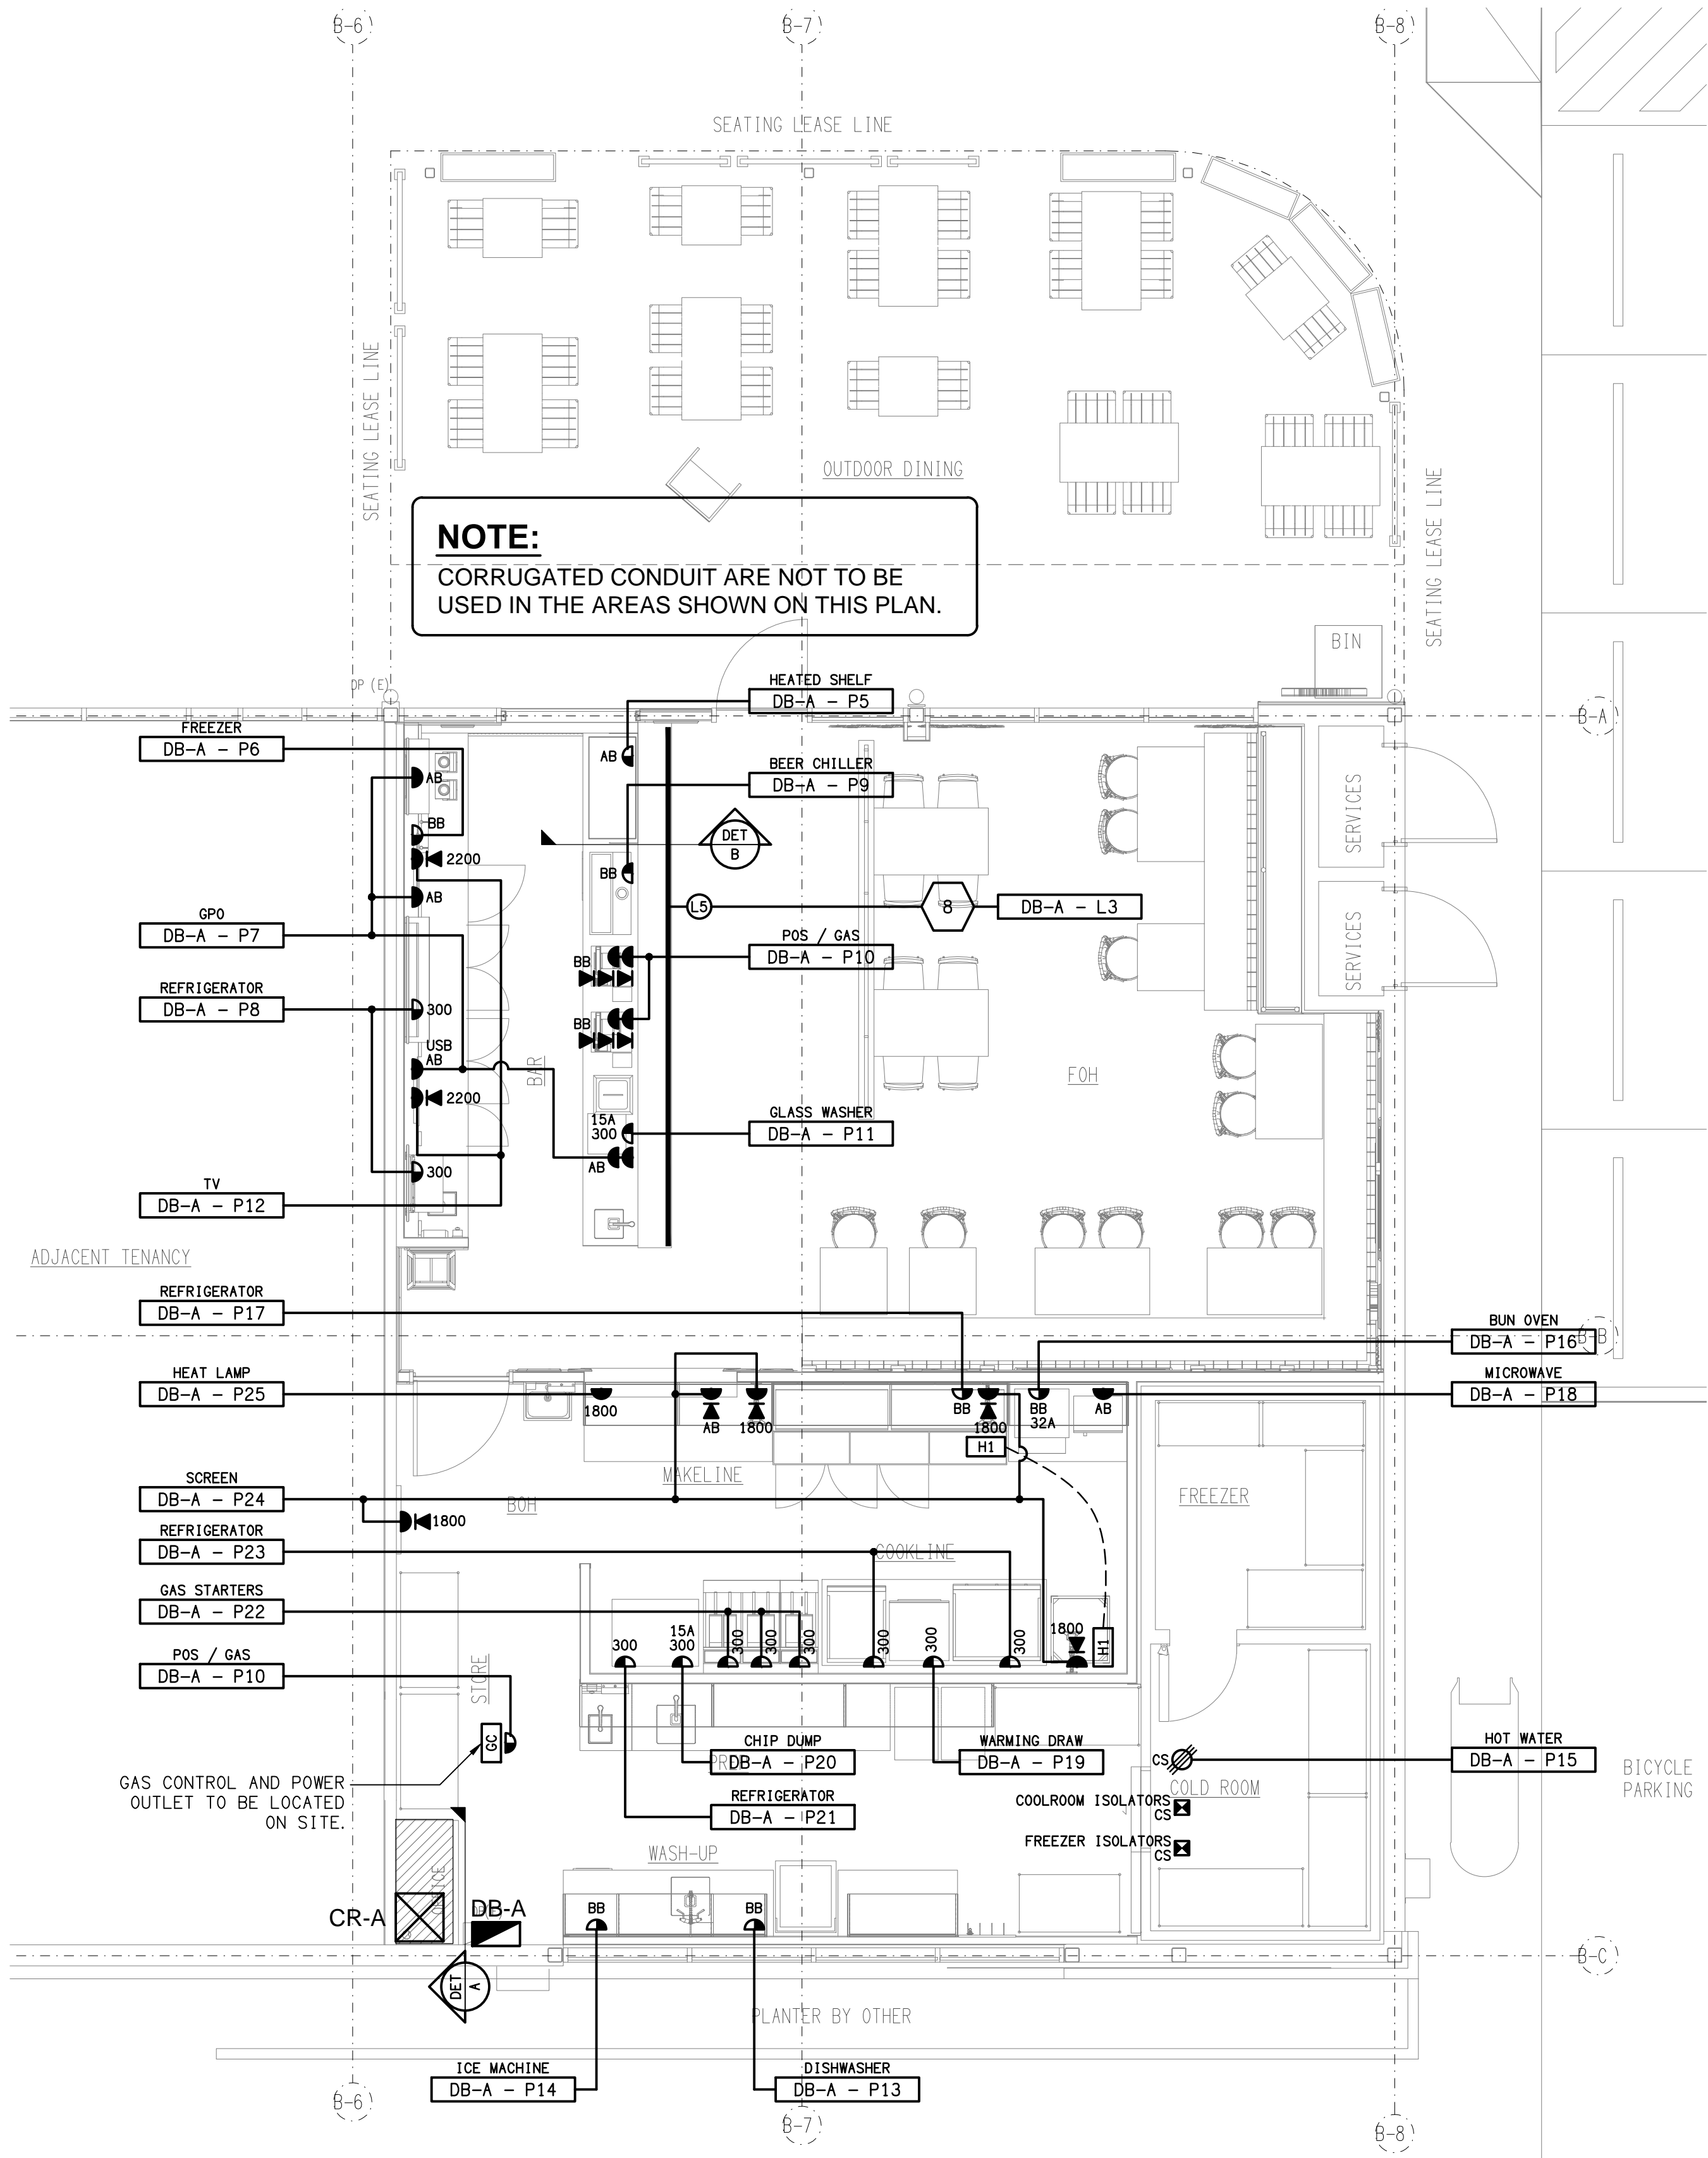 B-6
B-7
B-8
SEATING LEASE LINE
SEATING LEASE LINE
OUTDOOR DINING
SEATING LEASE LINE
NOTE:
CORRUGATED CONDUIT ARE NOT TO BE
USED IN THE AREAS SHOWN ON THIS PLAN.
BIN
DP (E)
HEATED SHELF
DB-A - P5
B-A
FREEZER
DB-A - P6
AB
AB
BEER CHILLER
DB-A - P9
SERVICES
BB
2200
DET
B
BB
AB
L5
8
DB-A - L3
GPO
DB-A - P7
POS / GAS
DB-A - P10
SERVICES
BB
REFRIGERATOR
DB-A - P8
300
BB
USB
AB
BAR
FOH
2200
GLASS WASHER
DB-A - P11
15A
300
AB
300
TV
DB-A - P12
ADJACENT TENANCY
REFRIGERATOR
DB-A - P17
BUN OVEN
DB-A - P16
B-B
HEAT LAMP
DB-A - P25
MICROWAVE
DB-A - P18
1800
AB
1800
BB
1800
BB
32A
AB
H1
MAKELINE
SCREEN
DB-A - P24
BOH
FREEZER
1800
REFRIGERATOR
DB-A - P23
COOKLINE
GAS STARTERS
DB-A - P22
300
15A
300
300
300
300
300
300
300
1800
H1
POS / GAS
DB-A - P10
STORE
GC
CHIP DUMP
DB-A - P20
WARMING DRAW
DB-A - P19
HOT WATER
DB-A - P15
CS
COLD ROOM
BICYCLE
PARKING
GAS CONTROL AND POWER
OUTLET TO BE LOCATED
ON SITE.
REFRIGERATOR
DB-A - P21
COOLROOM ISOLATORS
CS
FREEZER ISOLATORS
CS
WASH-UP
OFFICE
CR-A
DB-A
BB
BB
B-C
DET
A
PLANTER BY OTHER
ICE MACHINE
DB-A - P14
DISHWASHER
DB-A - P13
B-6
B-7
B-8